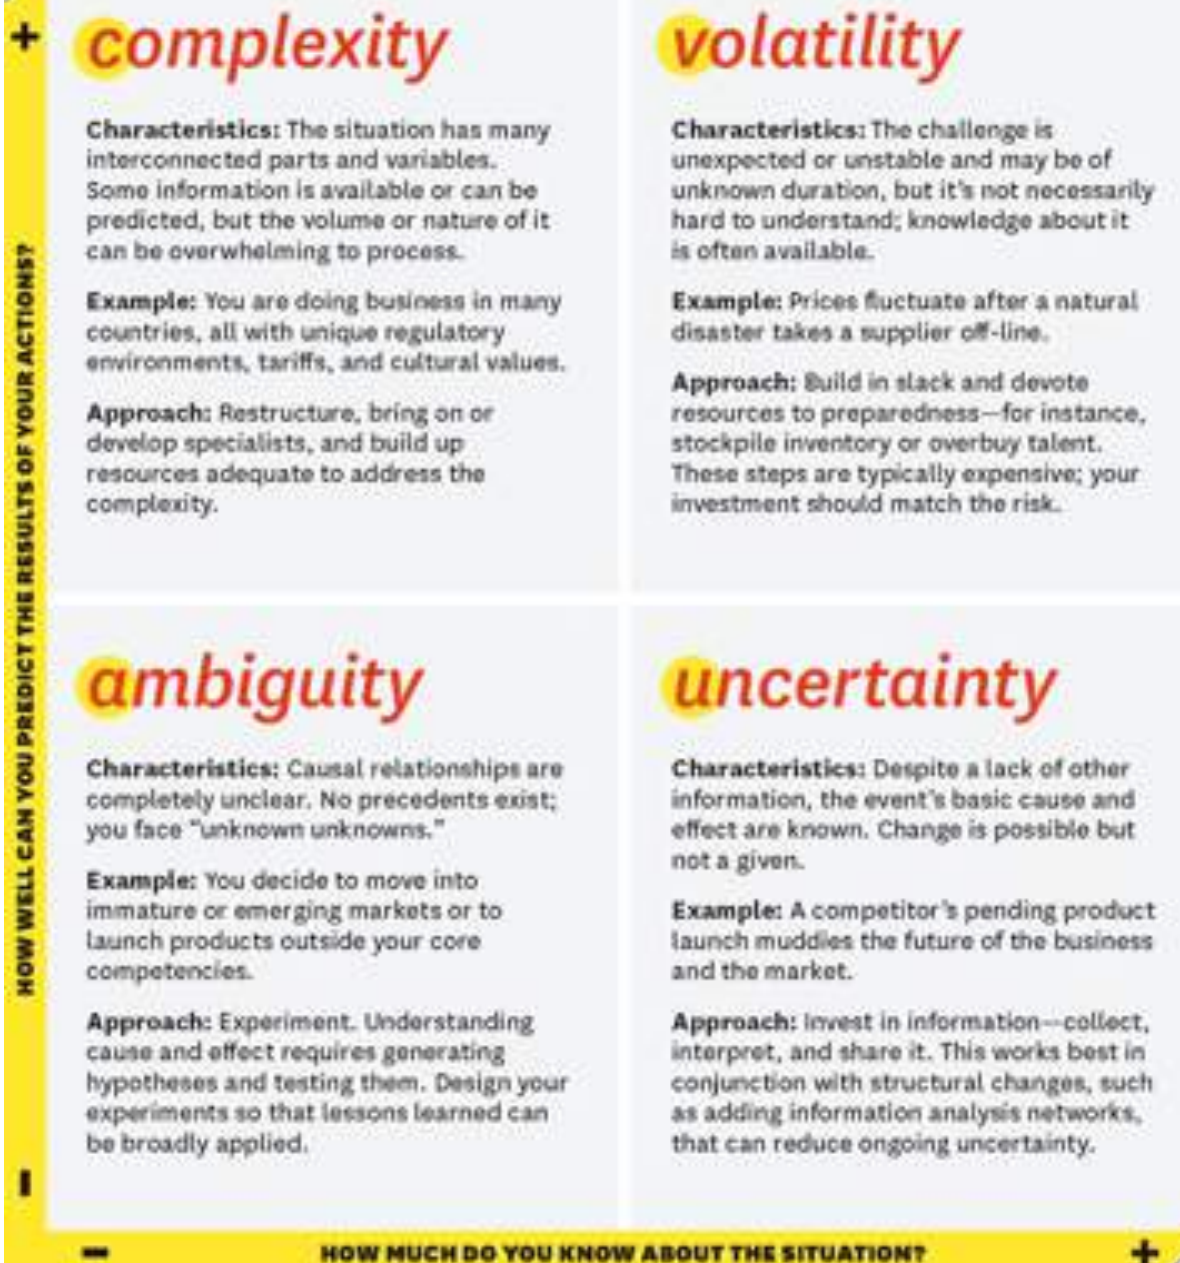 +
HOW WELL CAN YOU PREDICT THE RESULTS OF YOUR ACTIONS?
−
complexity
Characteristics: The situation has many
interconnected parts and variables.
Some information is available or can be
predicted, but the volume or nature of it
can be overwhelming to process.
Example: You are doing business in many
countries, all with unique regulatory
environments, tariffs, and cultural values.
Approach: Restructure, bring on or
develop specialists, and build up
resources adequate to address the
complexity.
volatility
Characteristics: The challenge is
unexpected or unstable and may be of
unknown duration, but it's not necessarily
hard to understand; knowledge about it
is often available.
Example: Prices fluctuate after a natural
disaster takes a supplier off-line.
Approach: Build in slack and devote
resources to preparedness—for instance,
stockpile inventory or overbuy talent.
These steps are typically expensive; your
investment should match the risk.
ambiguity
Characteristics: Causal relationships are
completely unclear. No precedents exist;
you face “unknown unknowns.”
Example: You decide to move into
immature or emerging markets or to
launch products outside your core
competencies.
Approach: Experiment. Understanding
cause and effect requires generating
hypotheses and testing them. Design your
experiments so that lessons learned can
be broadly applied.
uncertainty
Characteristics: Despite a lack of other
information, the event's basic cause and
effect are known. Change is possible but
not a given.
Example: A competitor's pending product
launch muddies the future of the business
and the market.
Approach: Invest in information—collect,
interpret, and share it. This works best in
conjunction with structural changes, such
as adding information analysis networks,
that can reduce ongoing uncertainty.
− HOW MUCH DO YOU KNOW ABOUT THE SITUATION? +